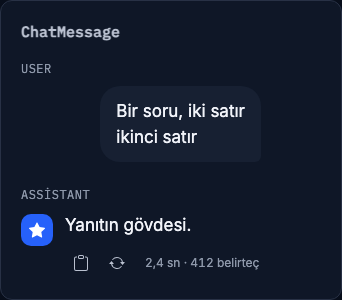 ChatMessage
USER
Bir soru, iki satır
ikinci satır
ASSİSTANT
Yanıtın gövdesi.
2,4 sn · 412 belirteç